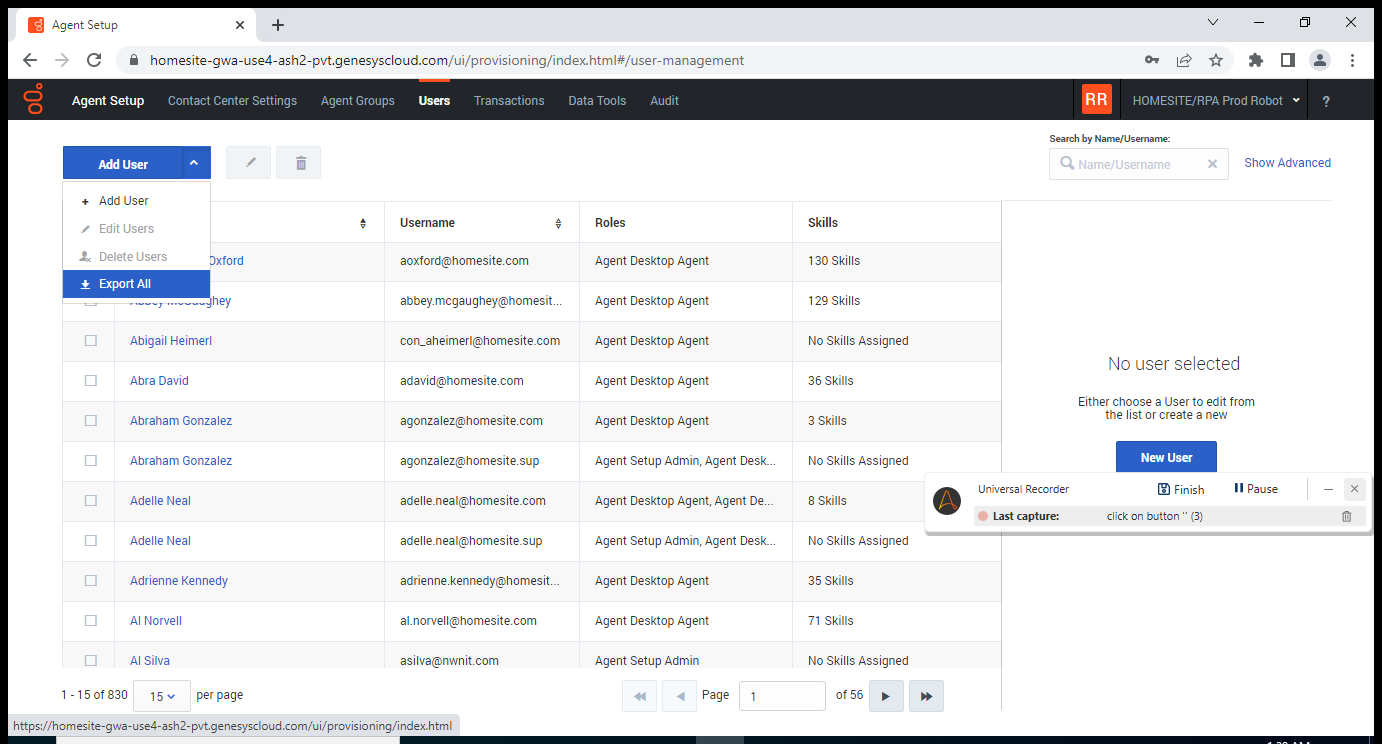 Agent Setup
homesite-gwa-use4-ash2-pvt.genesyscloud.com/ui/provisioning/index.html#/user-management
Agent Setup Contact Center Settings Agent Groups Users Transactions Data Tools Audit RR HOMESITE/RPA Prod Robot ?
Search by Name/Username:
Add User Name/Username Show Advanced
+ Add User
Edit Users
Delete Users
Export All
Username Roles Skills
Oxford aoxford@homesite.com Agent Desktop Agent 130 Skills
abbey.mcgaughey@homesit... Agent Desktop Agent 129 Skills
Abigail Heimerl con_aheimerl@homesite.com Agent Desktop Agent No Skills Assigned
Abra David adavid@homesite.com Agent Desktop Agent 36 Skills
Abraham Gonzalez agonzalez@homesite.com Agent Desktop Agent 3 Skills
Abraham Gonzalez agonzalez@homesite.sup Agent Setup Admin, Agent Desk... No Skills Assigned
Adelle Neal adelle.neal@homesite.com Agent Desktop Agent, Agent De... 8 Skills
Adelle Neal adelle.neal@homesite.sup Agent Setup Admin, Agent Desk... No Skills Assigned
Adrienne Kennedy adrienne.kennedy@homesit... Agent Desktop Agent 35 Skills
Al Norvell al.norvell@homesite.com Agent Desktop Agent 71 Skills
Al Silva asilva@nwnit.com Agent Setup Admin No Skills Assigned
No user selected
Either choose a User to edit from
the list or create a new
New User
Universal Recorder Finish Pause
Last capture: click on button '' (3)
1 - 15 of 830 15 per page Page 1 of 56
https://homesite-gwa-use4-ash2-pvt.genesyscloud.com/ui/provisioning/index.html